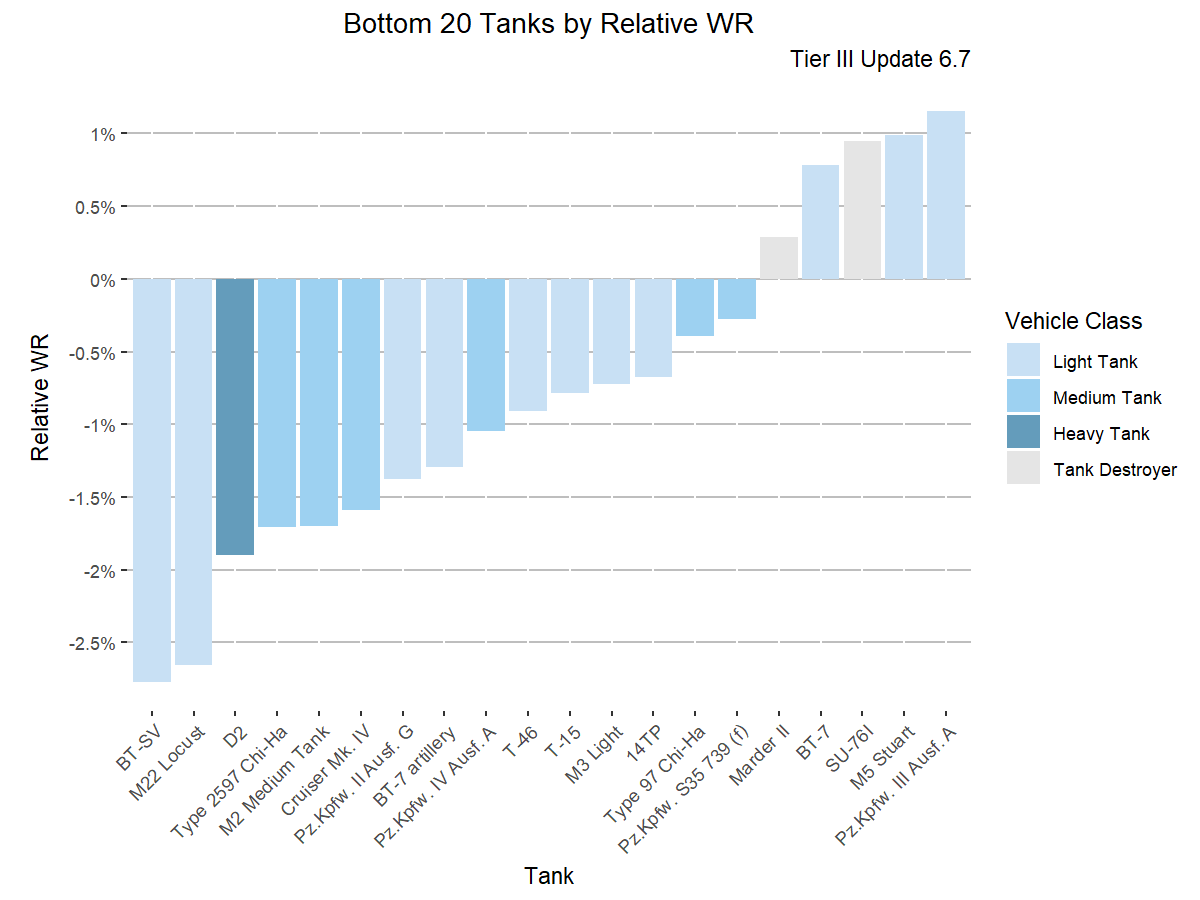 Bottom 20 Tanks by Relative WR
Tier III Update 6.7
1%
0.5%
0%
-0.5%
-1%
-1.5%
-2%
-2.5%
Relative WR
BT-SV
M22 Locust
D2
Type 2597 Chi-Ha
M2 Medium Tank
Cruiser Mk. IV
Pz.Kpfw. II Ausf. G
BT-7 artillery
Pz.Kpfw. IV Ausf. A
T-46
T-15
M3 Light
14TP
Type 97 Chi-Ha
Pz.Kpfw. S35 739 (f)
Marder II
BT-7
SU-76I
M5 Stuart
Pz.Kpfw. III Ausf. A
Tank
Vehicle Class
Light Tank
Medium Tank
Heavy Tank
Tank Destroyer